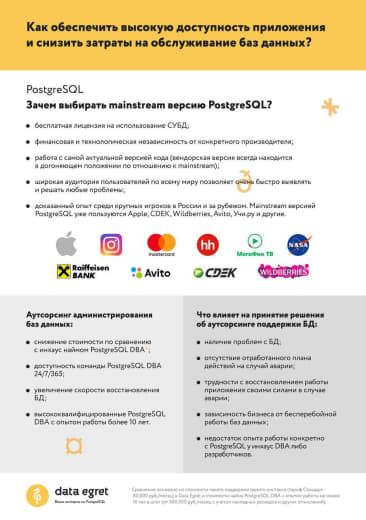 Как обеспечить высокую доступность приложения
и снизить затраты на обслуживание баз данных?
PostgreSQL
Зачем выбирать mainstream версию PostgreSQL?
бесплатная лицензия на использование СУБД;
финансовая и технологическая независимость от конкретного производителя;
работа с самой актуальной версией кода (вендорская версия всегда находится
в догоняющем положении по отношению к mainstream);
широкая аудитория пользователей по всему миру позволяет очень быстро выявлять
и решать любые проблемы;
доказанный опыт среди крупных игроков в России и за рубежом. Mainstream версией
PostgreSQL уже пользуются Apple, CDEK, Wildberries, Avito, Учи.ру и другие.
mastercard
hh
МегаФон ТВ
NASA
Raiffeisen
BANK
Avito
CDEK
WILDBERRIES
Аутсорсинг администрирования
баз данных:
снижение стоимости по сравнению
с инхаус наймом PostgreSQL DBA*;
доступность команды PostgreSQL DBA
24/7/365;
увеличение скорости восстановления
БД;
высококвалифицированные PostgreSQL
DBA с опытом работы более 10 лет.
Что влияет на принятие решения
об аутсорсинге поддержки БД:
наличие проблем с БД;
отсутствие отработанного плана
действий на случай аварии;
трудности с восстановлением работы
приложения своими силами в случае
аварии;
зависимость бизнеса от бесперебойной
работы баз данных;
недостаток опыта работы конкретно
с PostgreSQL у инхаус DBA либо
разработчиков.
data egret
Ваши эксперты по PostgreSQL